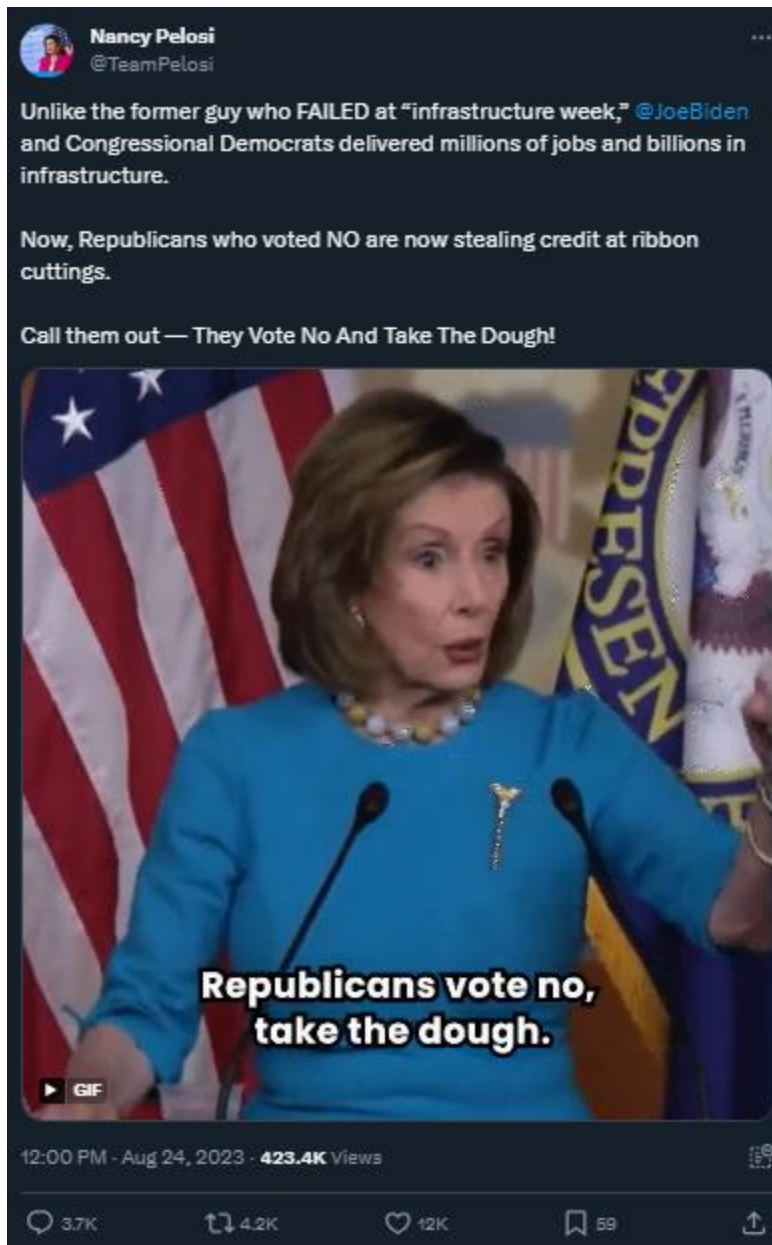 Nancy Pelosi
@TeamPelosi
Unlike the former guy who FAILED at “infrastructure week,” @JoeBiden
and Congressional Democrats delivered millions of jobs and billions in
infrastructure.
Now, Republicans who voted NO are now stealing credit at ribbon
cuttings.
Call them out — They Vote No And Take The Dough!
Republicans vote no,
take the dough.
GIF
12:00 PM · Aug 24, 2023 · 423.4K Views
3.7K 4.2K 12K 59